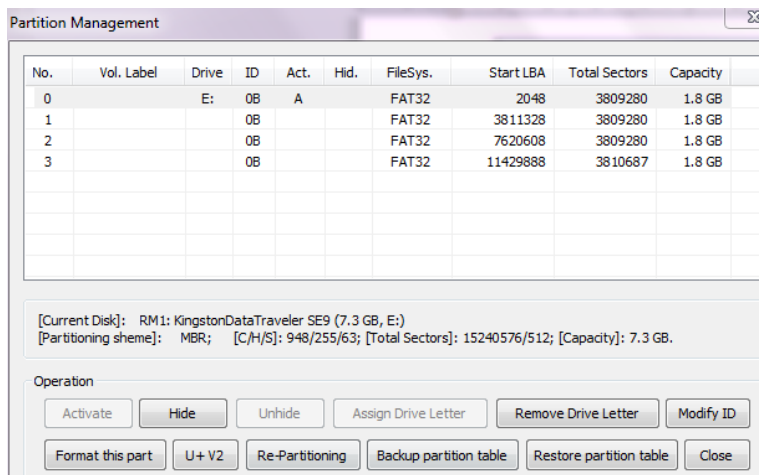 Partition Management
No. Vol. Label Drive ID Act. Hid. FileSys. Start LBA Total Sectors Capacity
0 E: 0B A FAT32 2048 3809280 1.8 GB
1 0B FAT32 3811328 3809280 1.8 GB
2 0B FAT32 7620608 3809280 1.8 GB
3 0B FAT32 11429888 3810687 1.8 GB
[Current Disk]: RM1: KingstonDataTraveler SE9 (7.3 GB, E:)
[Partitioning sheme]: MBR; [C/H/S]: 948/255/63; [Total Sectors]: 15240576/512; [Capacity]: 7.3 GB.
Operation
Activate Hide Unhide Assign Drive Letter Remove Drive Letter Modify ID
Format this part U+ V2 Re-Partitioning Backup partition table Restore partition table Close